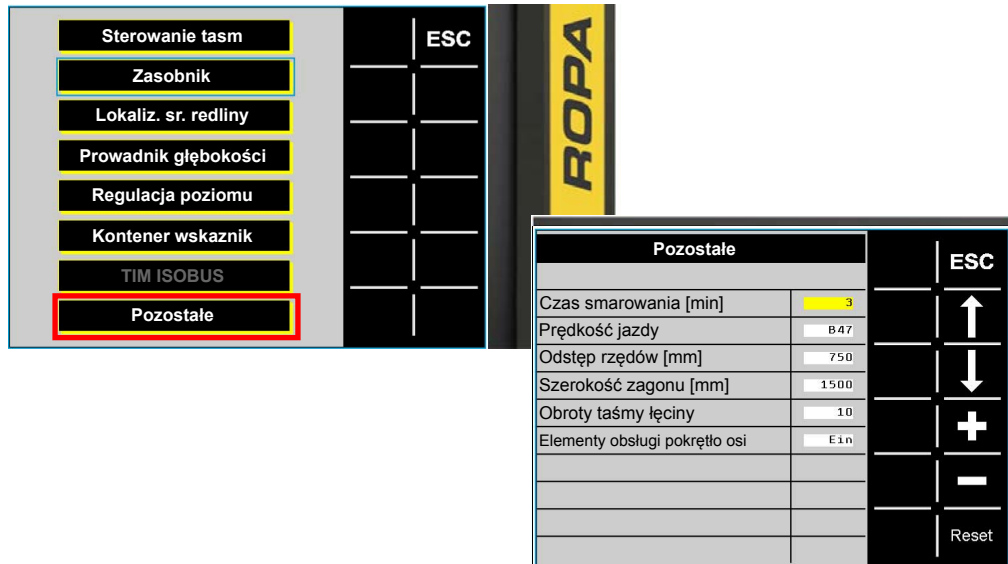 Sterowanie tasm
ESC
Zasobnik
Lokaliz. sr. redliny
Prowadnik głębokości
Regulacja poziomu
Kontener wskaznik
TIM ISOBUS
Pozostałe
ROPA
Pozostałe
ESC
Czas smarowania [min] 3
Prędkość jazdy B47
Odstęp rzędów [mm] 750
Szerokość zagonu [mm] 1500
Obroty taśmy łęciny 10
Elementy obsługi pokrętło osi Ein
Reset